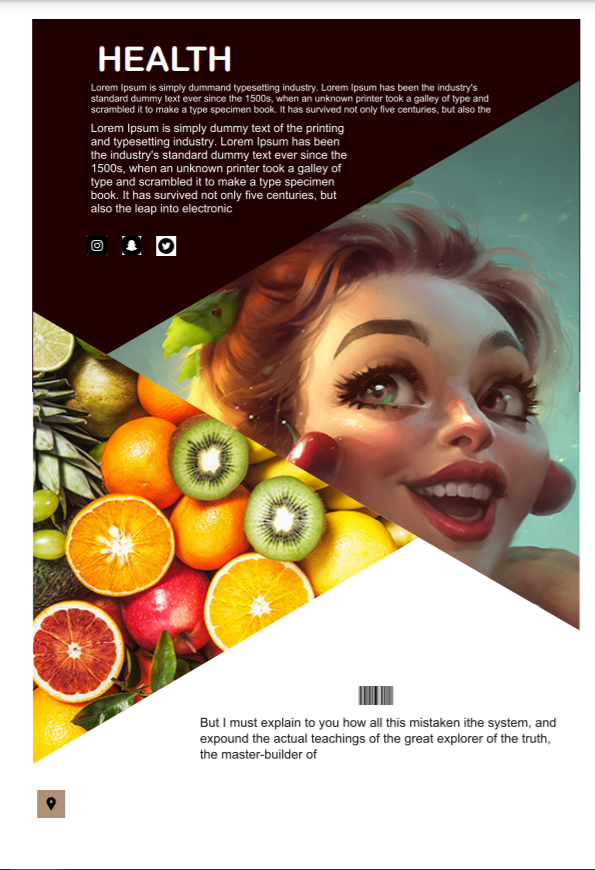 HEALTH
Lorem Ipsum is simply dummand typesetting industry. Lorem Ipsum has been the industry's
standard dummy text ever since the 1500s, when an unknown printer took a galley of type and
scrambled it to make a type specimen book. It has survived not only five centuries, but also the
Lorem Ipsum is simply dummy text of the printing
and typesetting industry. Lorem Ipsum has been
the industry's standard dummy text ever since the
1500s, when an unknown printer took a galley of
type and scrambled it to make a type specimen
book. It has survived not only five centuries, but
also the leap into electronic
But I must explain to you how all this mistaken ithe system, and
expound the actual teachings of the great explorer of the truth,
the master-builder of